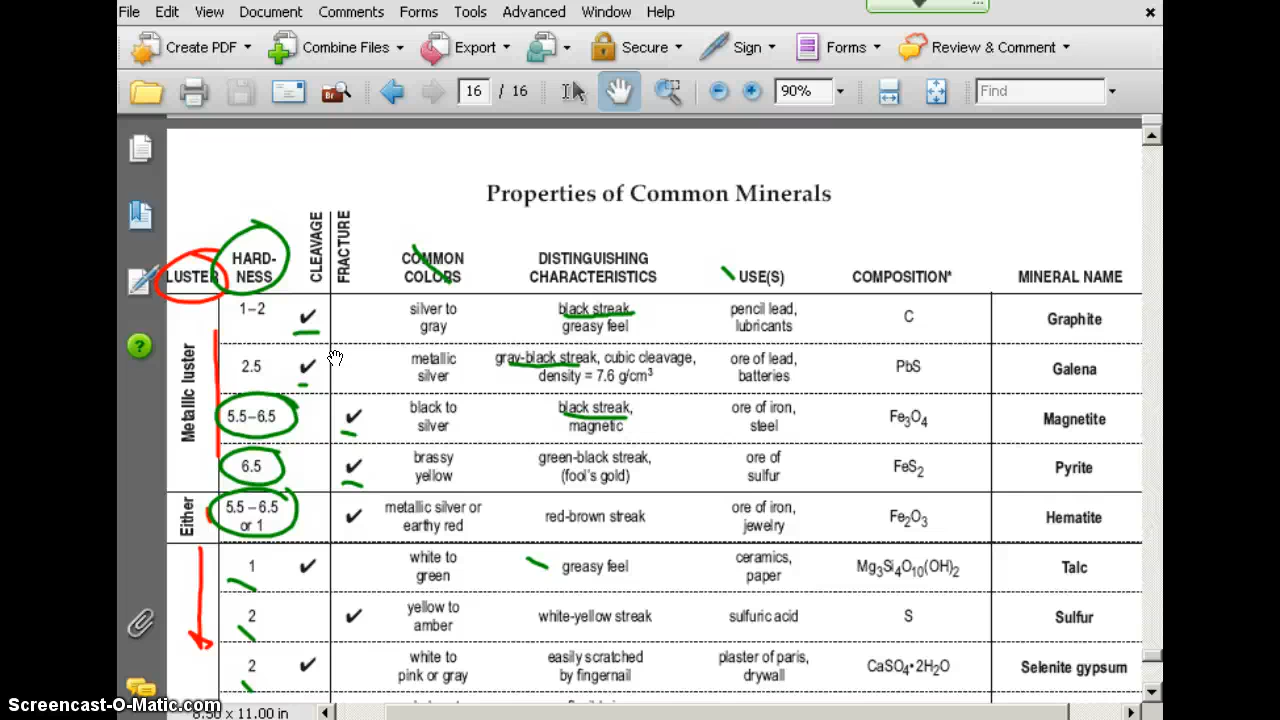 File Edit View Document Comments Forms Tools Advanced Window Help
Create PDF Combine Files Export Secure Sign Forms Review & Comment
16 / 16 90% Find
Properties of Common Minerals
LUSTER HARD-NESS CLEAVAGE FRACTURE COMMON COLORS DISTINGUISHING CHARACTERISTICS USE(S) COMPOSITION* MINERAL NAME
Metallic luster
1–2 ✔ silver to gray black streak, greasy feel pencil lead, lubricants C Graphite
2.5 ✔ metallic silver gray-black streak, cubic cleavage, density = 7.6 g/cm³ ore of lead, batteries PbS Galena
5.5–6.5 ✔ black to silver black streak, magnetic ore of iron, steel Fe₃O₄ Magnetite
6.5 ✔ brassy yellow green-black streak, (fool's gold) ore of sulfur FeS₂ Pyrite
Either
5.5 – 6.5 or 1 ✔ metallic silver or earthy red red-brown streak ore of iron, jewelry Fe₂O₃ Hematite
1 ✔ white to green greasy feel ceramics, paper Mg₃Si₄O₁₀(OH)₂ Talc
2 ✔ yellow to amber white-yellow streak sulfuric acid S Sulfur
2 ✔ white to pink or gray easily scratched by fingernail plaster of paris, drywall CaSO₄•2H₂O Selenite gypsum
8.50 x 11.00 in
Screencast-O-Matic.com